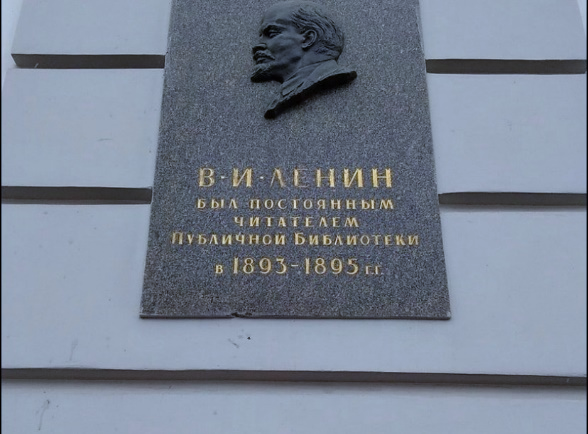 В·И·ЛЕНИН
БЫЛ ПОСТОЯННЫМ
ЧИТАТЕЛЕМ
ПУБЛИЧНОЙ БИБЛИОТЕКИ
В 1893-1895 ГГ.